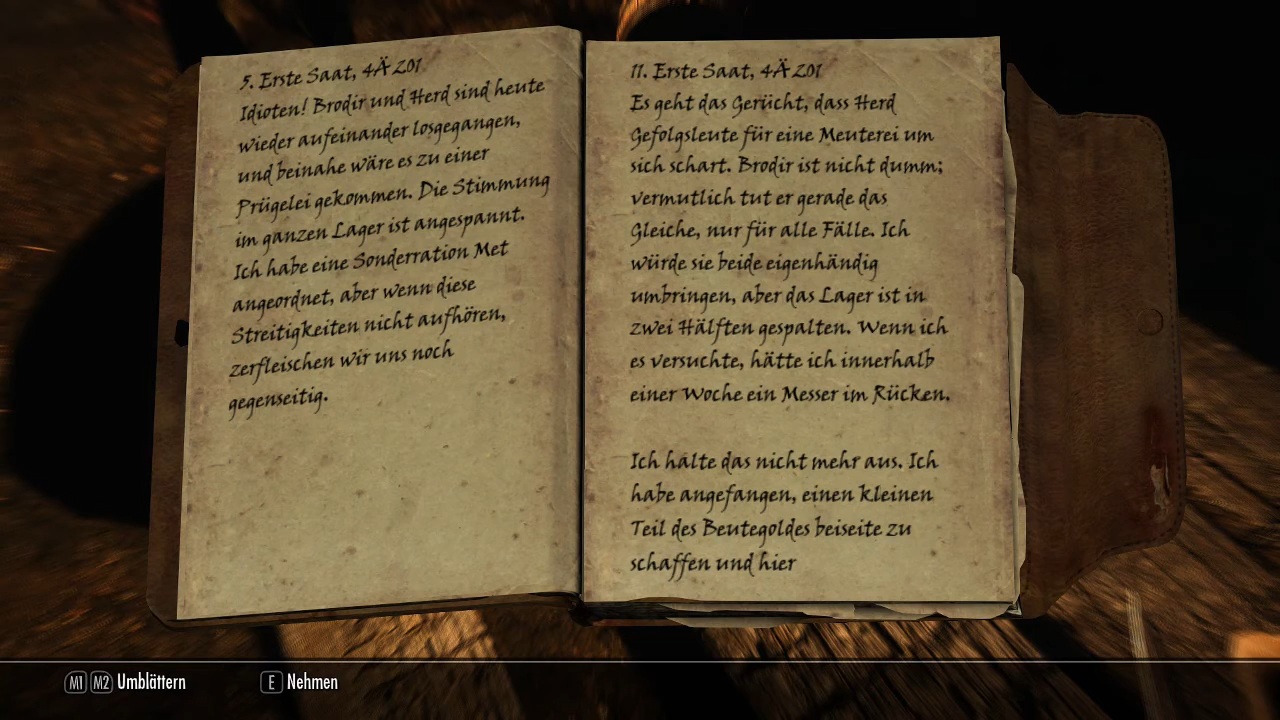 5. Erste Saat, 4Ä 201
Idioten! Brodir und Herd sind heute
wieder aufeinander losgegangen,
und beinahe wäre es zu einer
Prügelei gekommen. Die Stimmung
im ganzen Lager ist angespannt.
Ich habe eine Sonderration Met
angeordnet, aber wenn diese
Streitigkeiten nicht aufhören,
zerfleischen wir uns noch
gegenseitig.
11. Erste Saat, 4Ä 201
Es geht das Gerücht, dass Herd
Gefolgsleute für eine Meuterei um
sich schart. Brodir ist nicht dumm;
vermutlich tut er gerade das
Gleiche, nur für alle Fälle. Ich
würde sie beide eigenhändig
umbringen, aber das Lager ist in
zwei Hälften gespalten. Wenn ich
es versuchte, hätte ich innerhalb
einer Woche ein Messer im Rücken.
Ich halte das nicht mehr aus. Ich
habe angefangen, einen kleinen
Teil des Beutegoldes beiseite zu
schaffen und hier
M1 M2 Umblättern
E Nehmen